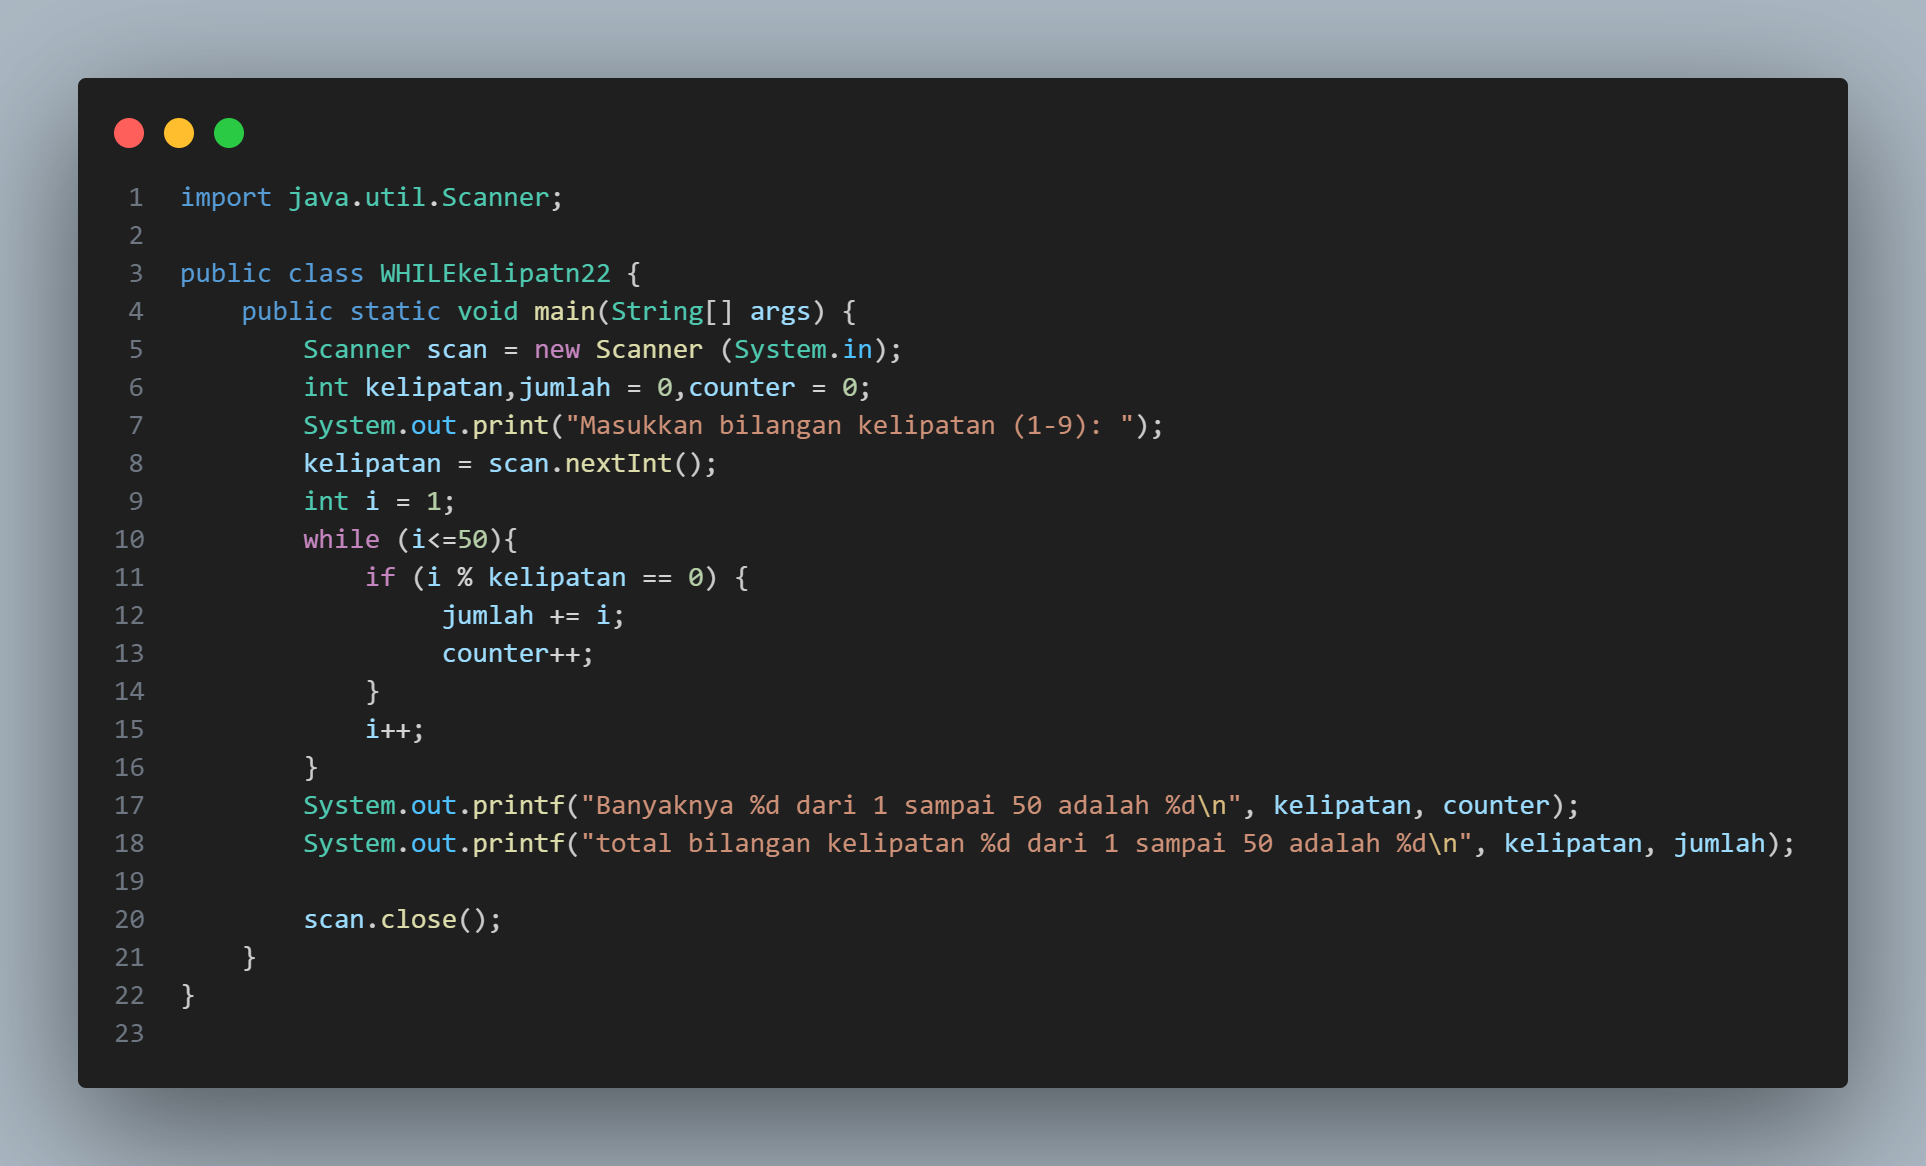 1 import java.util.Scanner;
2
3 public class WHILEkelipatn22 {
4     public static void main(String[] args) {
5         Scanner scan = new Scanner (System.in);
6         int kelipatan,jumlah = 0,counter = 0;
7         System.out.print("Masukkan bilangan kelipatan (1-9): ");
8         kelipatan = scan.nextInt();
9         int i = 1;
10         while (i<=50){
11             if (i % kelipatan == 0) {
12                  jumlah += i;
13                  counter++;
14             }
15             i++;
16         }
17         System.out.printf("Banyaknya %d dari 1 sampai 50 adalah %d\n", kelipatan, counter);
18         System.out.printf("total bilangan kelipatan %d dari 1 sampai 50 adalah %d\n", kelipatan, jumlah);
19
20         scan.close();
21     }
22 }
23